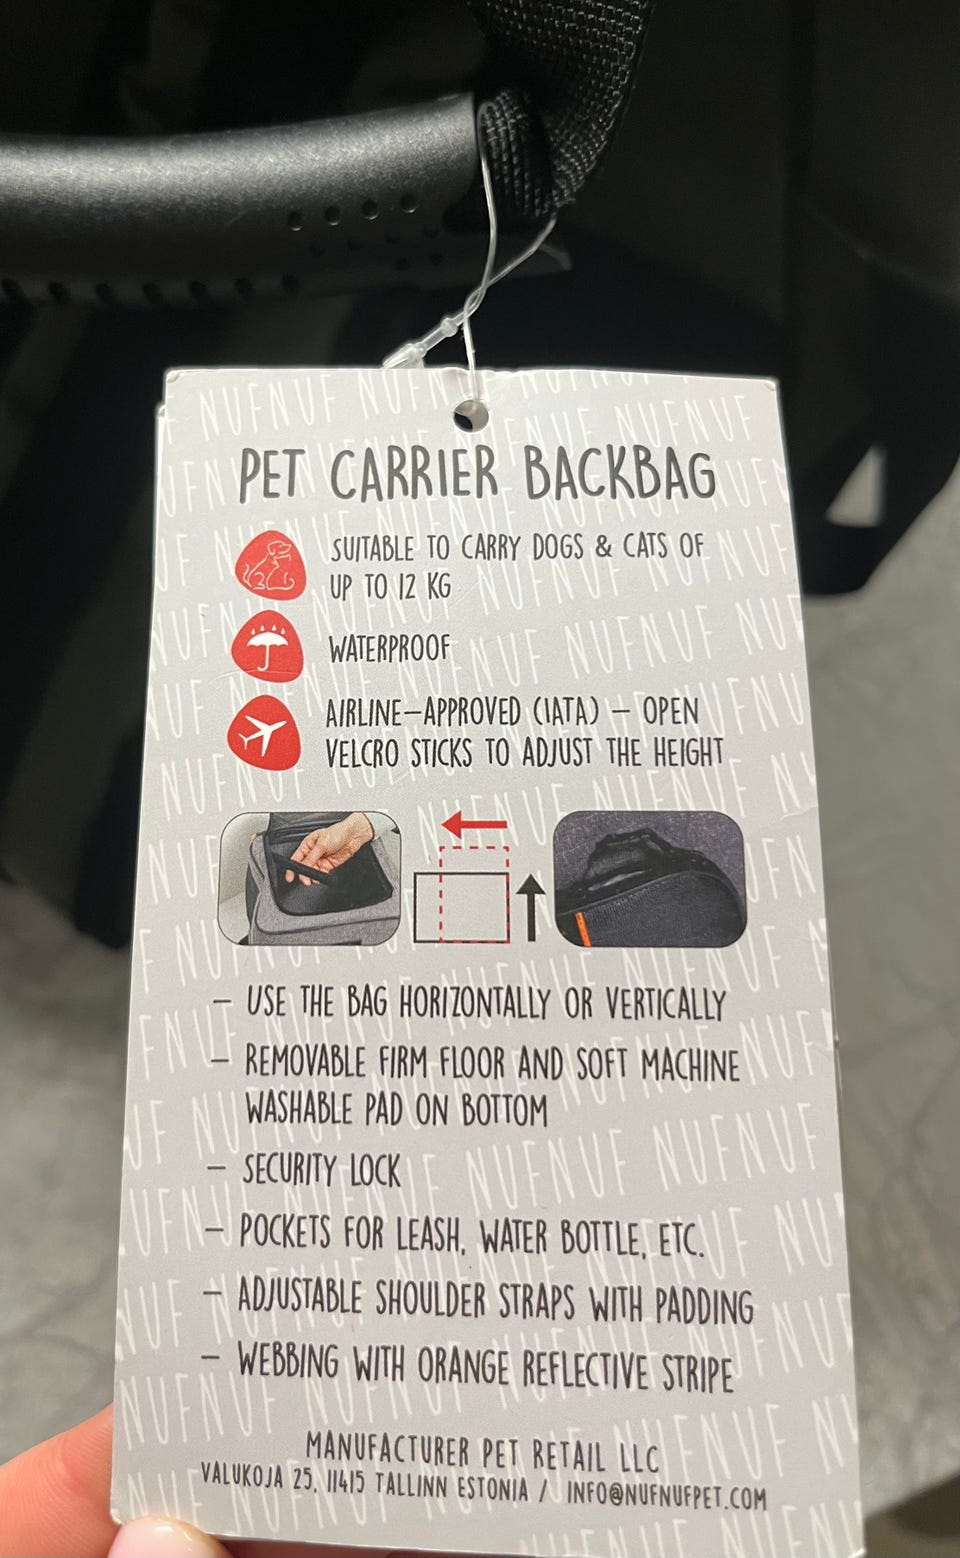 PET CARRIER BACKBAG
SUITABLE TO CARRY DOGS & CATS OF
UP TO 12 KG
WATERPROOF
AIRLINE-APPROVED (IATA) – OPEN
VELCRO STICKS TO ADJUST THE HEIGHT
– USE THE BAG HORIZONTALLY OR VERTICALLY
– REMOVABLE FIRM FLOOR AND SOFT MACHINE
WASHABLE PAD ON BOTTOM
– SECURITY LOCK
– POCKETS FOR LEASH, WATER BOTTLE, ETC.
– ADJUSTABLE SHOULDER STRAPS WITH PADDING
– WEBBING WITH ORANGE REFLECTIVE STRIPE
MANUFACTURER PET RETAIL LLC
VALUKOJA 25, 11415 TALLINN ESTONIA / INFO@NUFNUFPET.COM